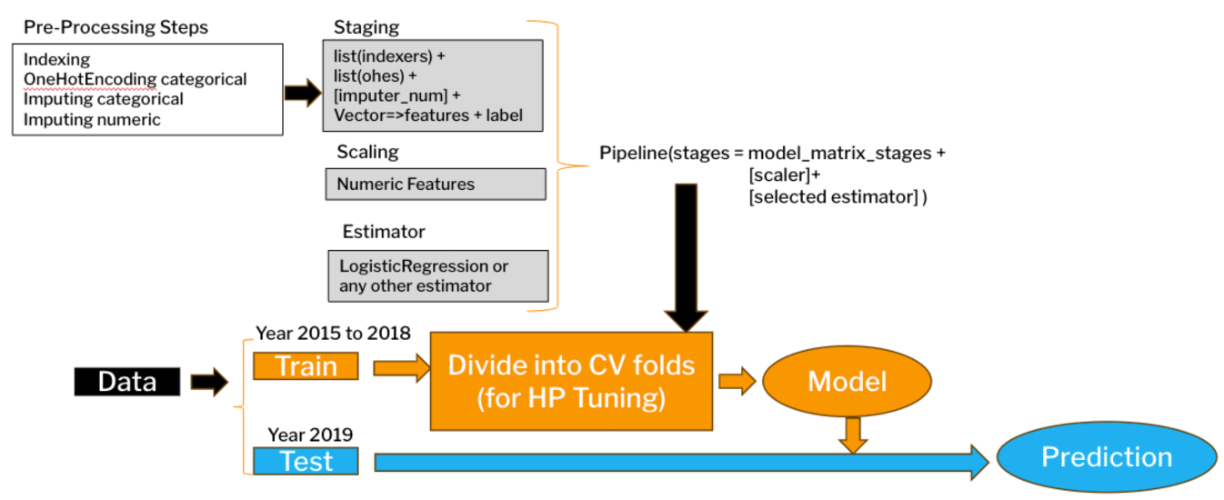 Pre-Processing Steps
Indexing
OneHotEncoding categorical
Imputing categorical
Imputing numeric
Staging
list(indexers) +
list(ohes) +
[imputer_num] +
Vector=>features + label
Scaling
Numeric Features
Estimator
LogisticRegression or
any other estimator
Pipeline(stages = model_matrix_stages +
[scaler]+
[selected estimator] )
Data
Year 2015 to 2018
Train
Divide into CV folds
(for HP Tuning)
Model
Year 2019
Test
Prediction